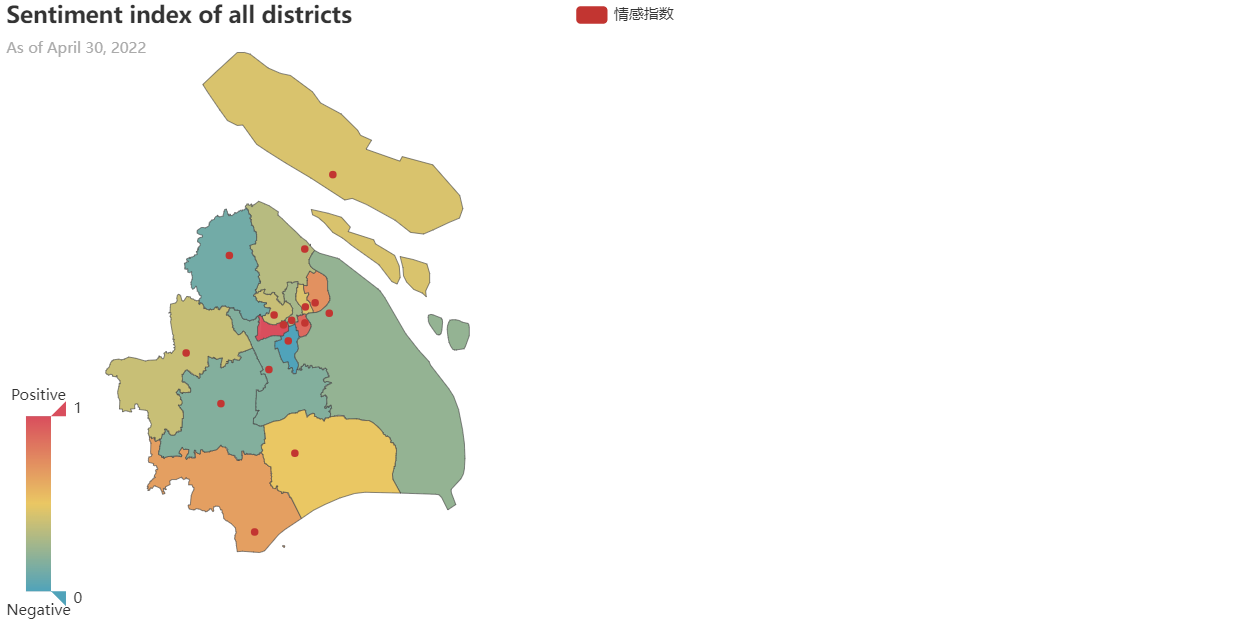 Sentiment index of all districts
情感指数
As of April 30, 2022
Positive
1
0
Negative